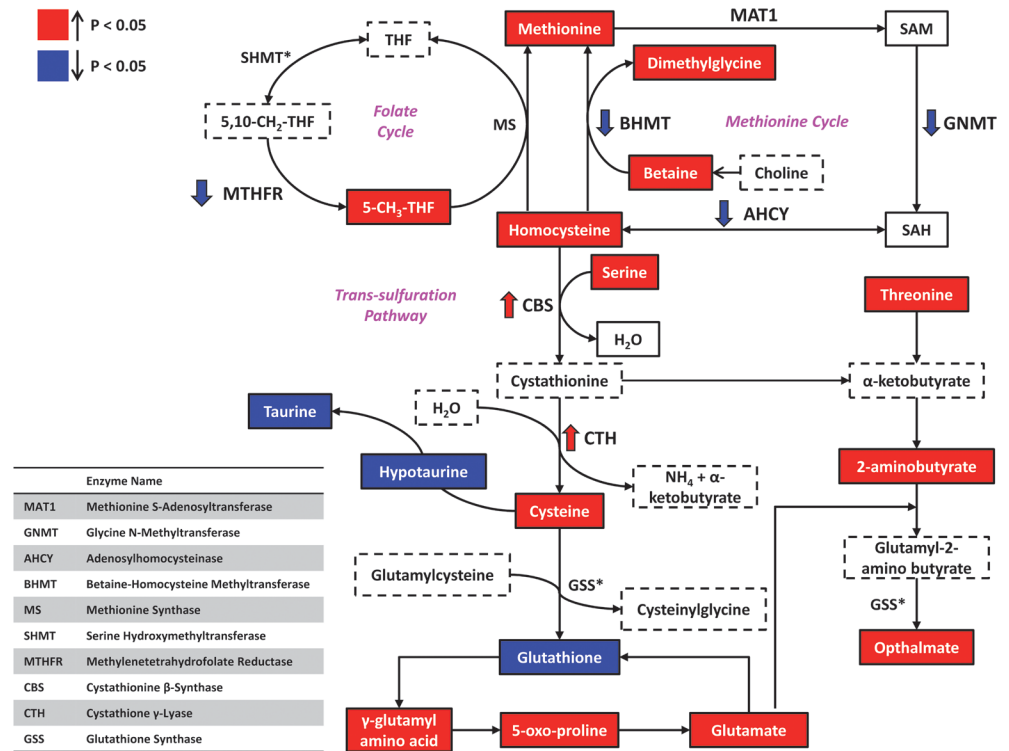 P < 0.05
P < 0.05
MAT1
Methionine
SAM
THF
SHMT*
Dimethylglycine
5,10-CH₂-THF
Folate
Cycle
MS
BHMT
Methionine Cycle
GNMT
Betaine
Choline
MTHFR
5-CH₃-THF
AHCY
Homocysteine
SAH
Serine
Trans-sulfuration
Pathway
CBS
Threonine
H₂O
Cystathionine
α-ketobutyrate
Taurine
H₂O
CTH
Hypotaurine
2-aminobutyrate
NH₄ + α-
ketobutyrate
Cysteine
Glutamylcysteine
GSS*
Cysteinylglycine
Glutamyl-2-
amino butyrate
GSS*
Glutathione
Opthalmate
γ-glutamyl
amino acid
5-oxo-proline
Glutamate
Enzyme Name
MAT1 Methionine S-Adenosyltransferase
GNMT Glycine N-Methyltransferase
AHCY Adenosylhomocysteinase
BHMT Betaine-Homocysteine Methyltransferase
MS Methionine Synthase
SHMT Serine Hydroxymethyltransferase
MTHFR Methylenetetrahydrofolate Reductase
CBS Cystathionine β-Synthase
CTH Cystathione γ-Lyase
GSS Glutathione Synthase